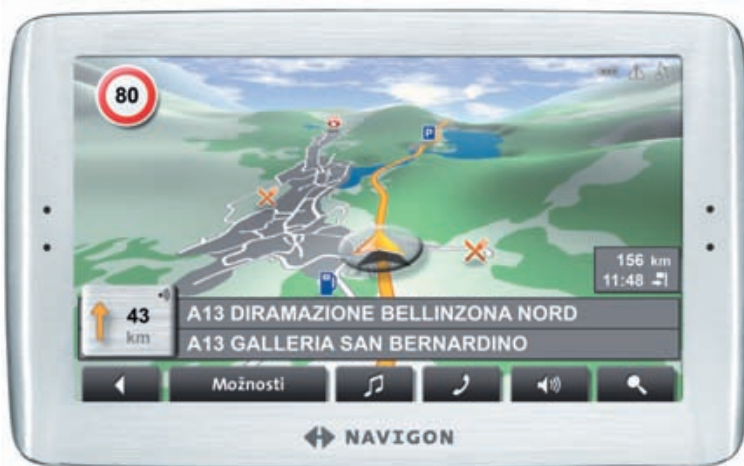 80
P
156 km
11:48
43
km
A13 DIRAMAZIONE BELLINZONA NORD
A13 GALLERIA SAN BERNARDINO
Možnosti
NAVIGON